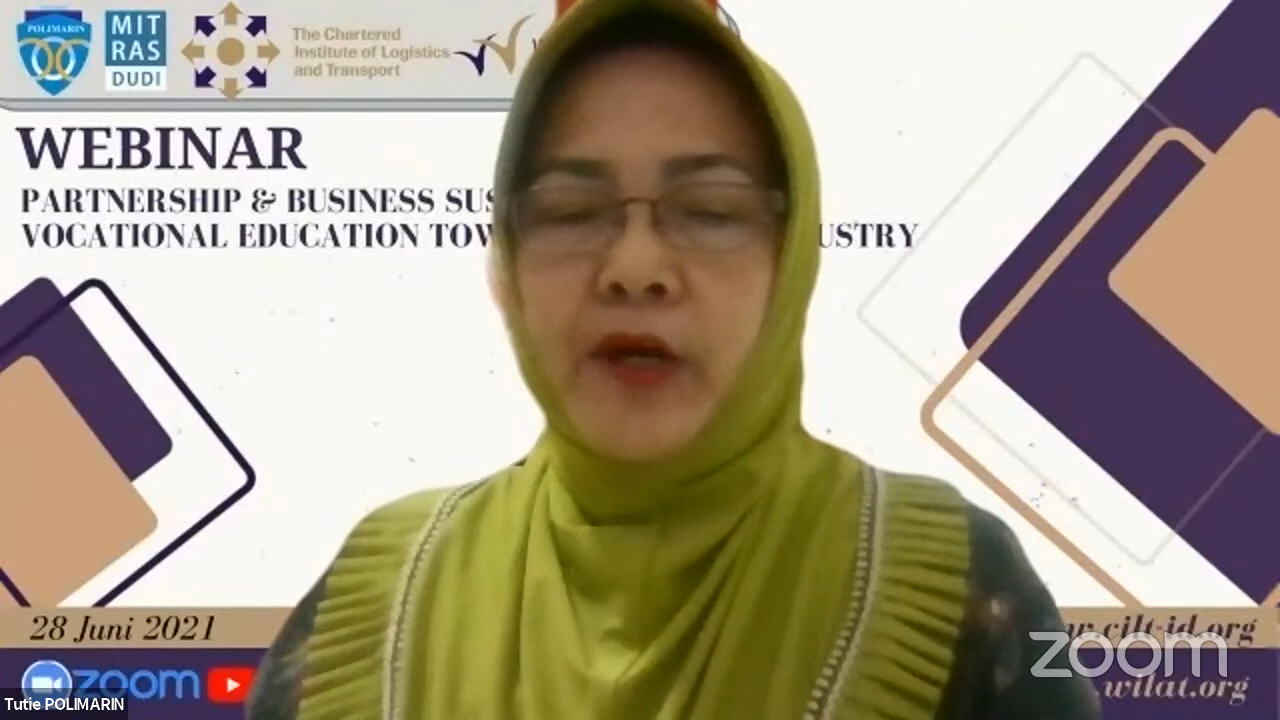 POLIMARIN
MIT
RAS
DUDI
The Chartered
Institute of Logistics
and Transport
WEBINAR
PARTNERSHIP & BUSINESS SUS
VOCATIONAL EDUCATION TOW
USTRY
28 Juni 2021
cilt-id.org
zoom
zoom
.wilat.org
Tutie POLIMARIN